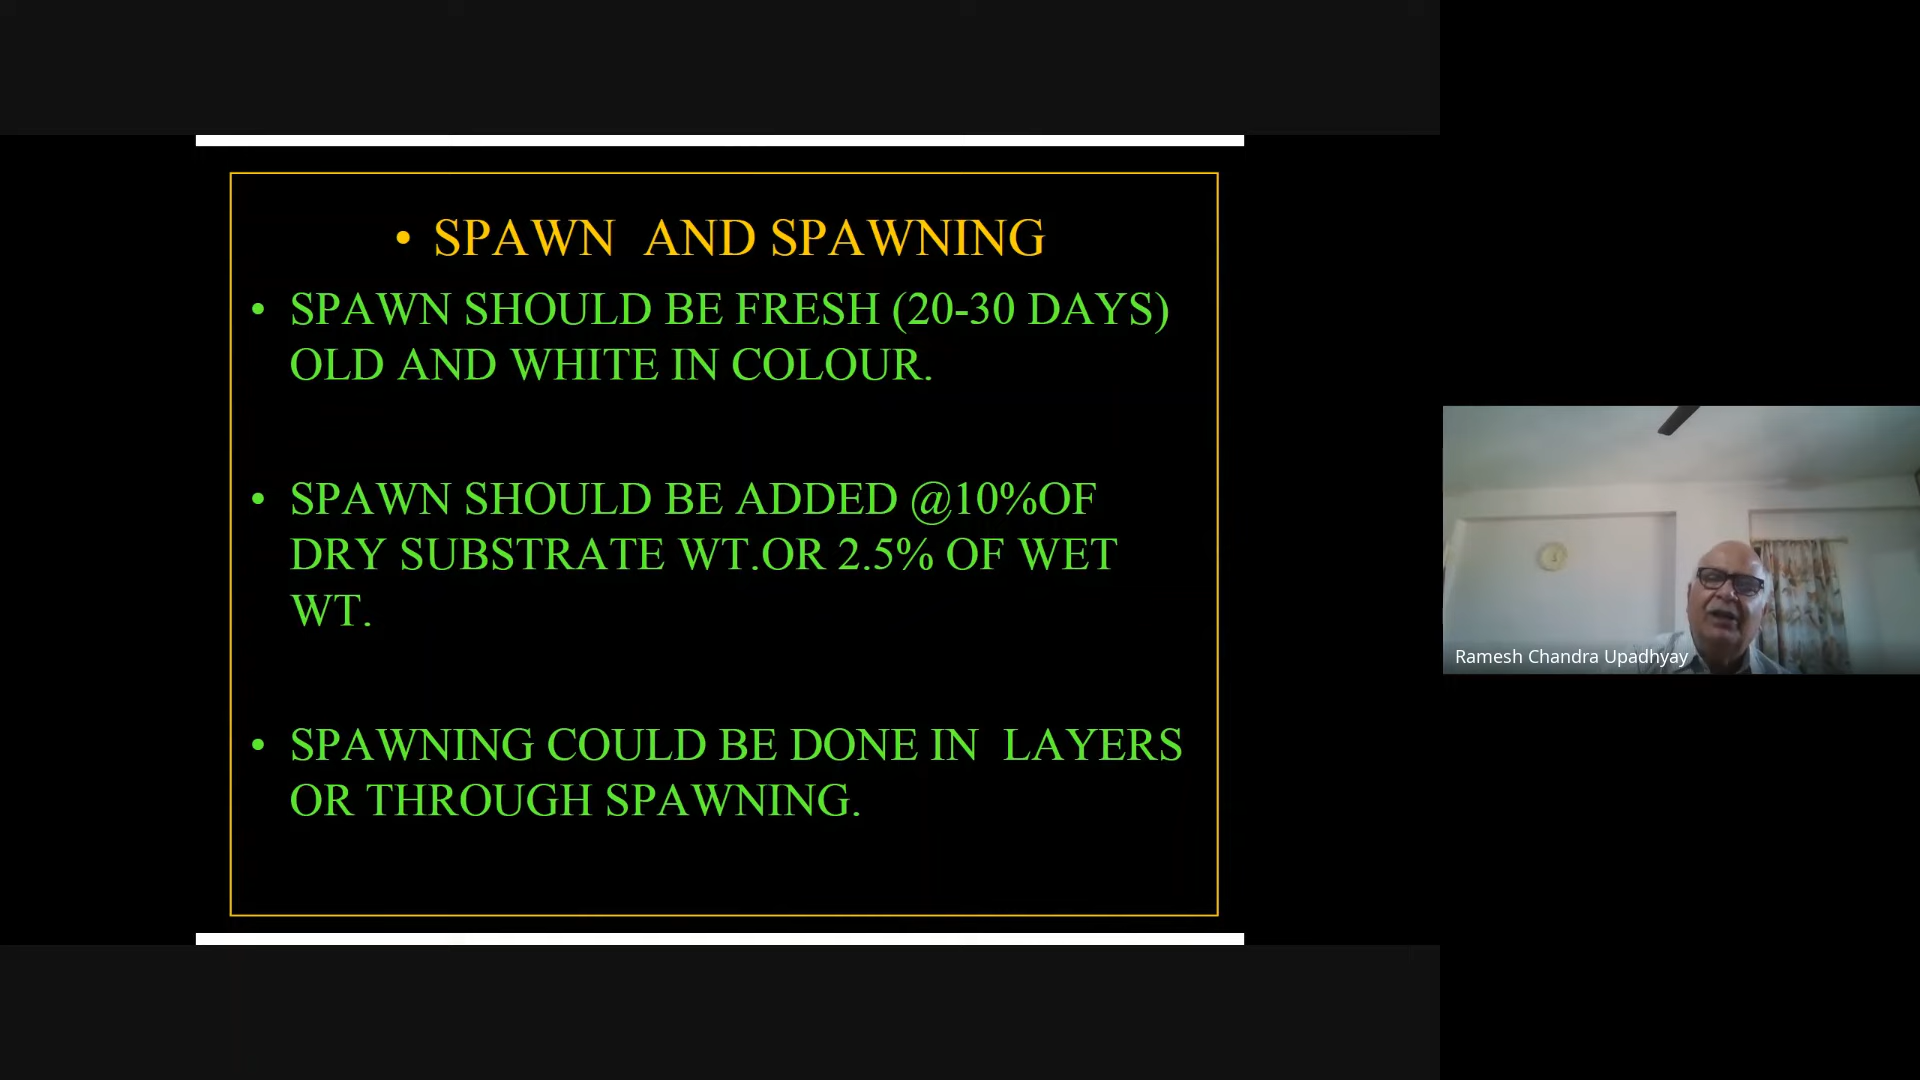 • SPAWN  AND SPAWNING
• SPAWN SHOULD BE FRESH (20-30 DAYS)
OLD AND WHITE IN COLOUR.
• SPAWN SHOULD BE ADDED @10%OF
DRY SUBSTRATE WT.OR 2.5% OF WET
WT.
• SPAWNING COULD BE DONE IN  LAYERS
OR THROUGH SPAWNING.
Ramesh Chandra Upadhyay